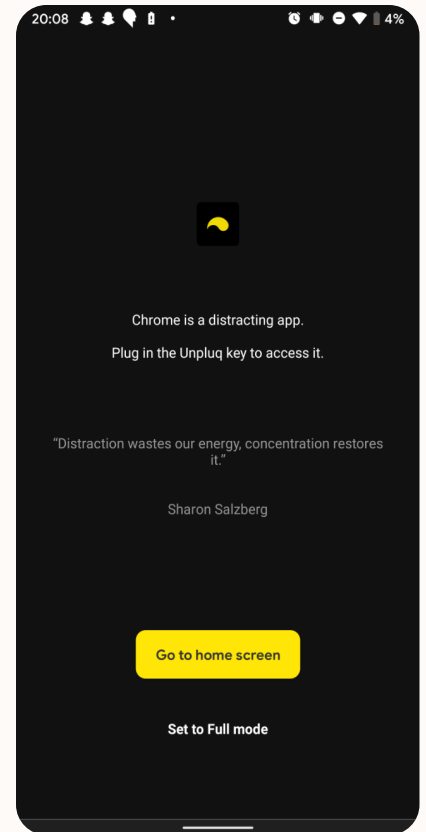 20:08
4%
Chrome is a distracting app.
Plug in the Unpluq key to access it.
“Distraction wastes our energy, concentration restores
it.”
Sharon Salzberg
Go to home screen
Set to Full mode